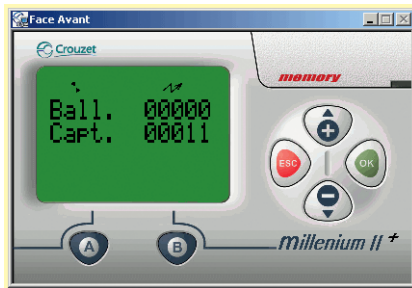 Face Avant
Crouzet
memory
Ball. 00000
Capt. 00011
ESC
OK
A
B
millenium II +